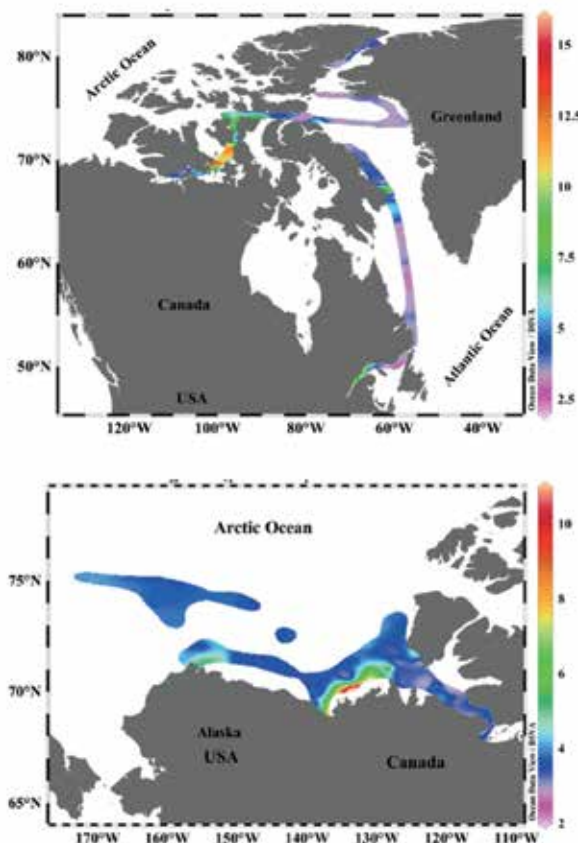 80°N
70°N
60°N
50°N
Arctic Ocean
Greenland
Canada
USA
Atlantic Ocean
120°W 100°W 80°W 60°W 40°W
15
12.5
10
7.5
5
2.5
Ocean Data View / DIVA
75°N
70°N
65°N
Arctic Ocean
Alaska
USA
Canada
170°W 160°W 150°W 140°W 130°W 120°W 110°W
10
8
6
4
2
Ocean Data View / DIVA